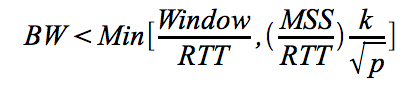 BW < Min[Window/RTT, (MSS/RTT) k/√p]